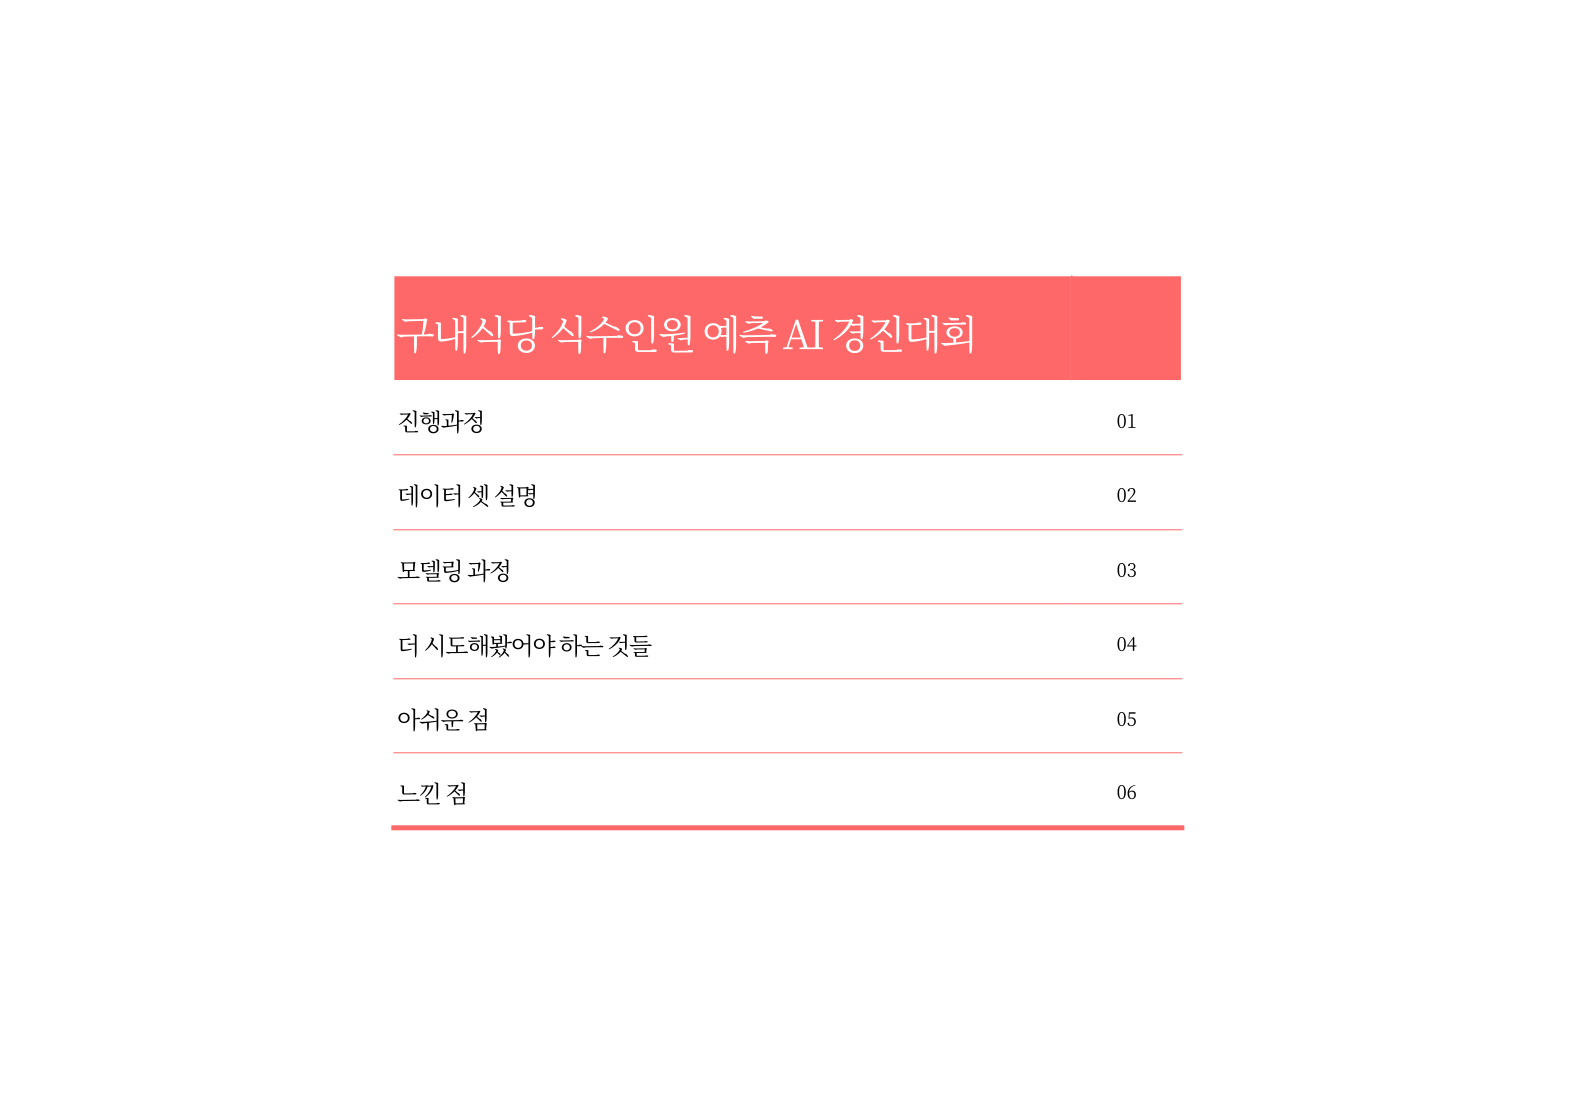 구내식당 식수인원 예측 AI 경진대회
진행과정 01
데이터 셋 설명 02
모델링 과정 03
더 시도해봤어야 하는 것들 04
아쉬운 점 05
느낀 점 06